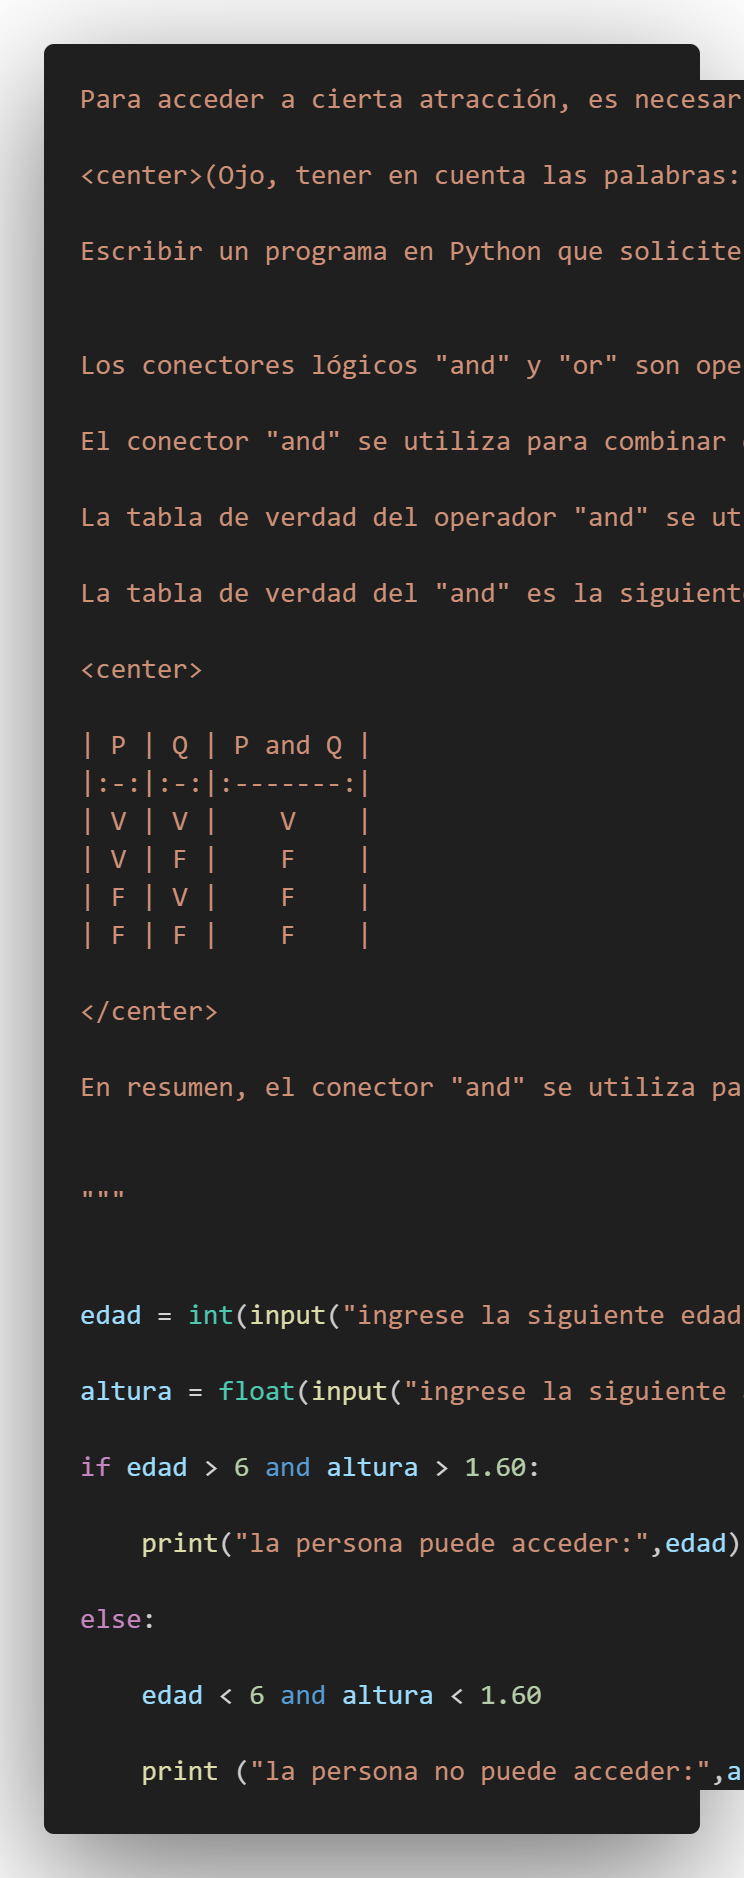 Para acceder a cierta atracción, es necesar
<center>(Ojo, tener en cuenta las palabras:
Escribir un programa en Python que solicite
Los conectores lógicos "and" y "or" son ope
El conector "and" se utiliza para combinar
La tabla de verdad del operador "and" se ut
La tabla de verdad del "and" es la siguient
<center>
| P | Q | P and Q |
|:-:|:-:|:-------:|
| V | V |    V    |
| V | F |    F    |
| F | V |    F    |
| F | F |    F    |
</center>
En resumen, el conector "and" se utiliza pa
"""
edad = int(input("ingrese la siguiente edad
altura = float(input("ingrese la siguiente
if edad > 6 and altura > 1.60:
    print("la persona puede acceder:",edad)
else:
    edad < 6 and altura < 1.60
    print ("la persona no puede acceder:",a